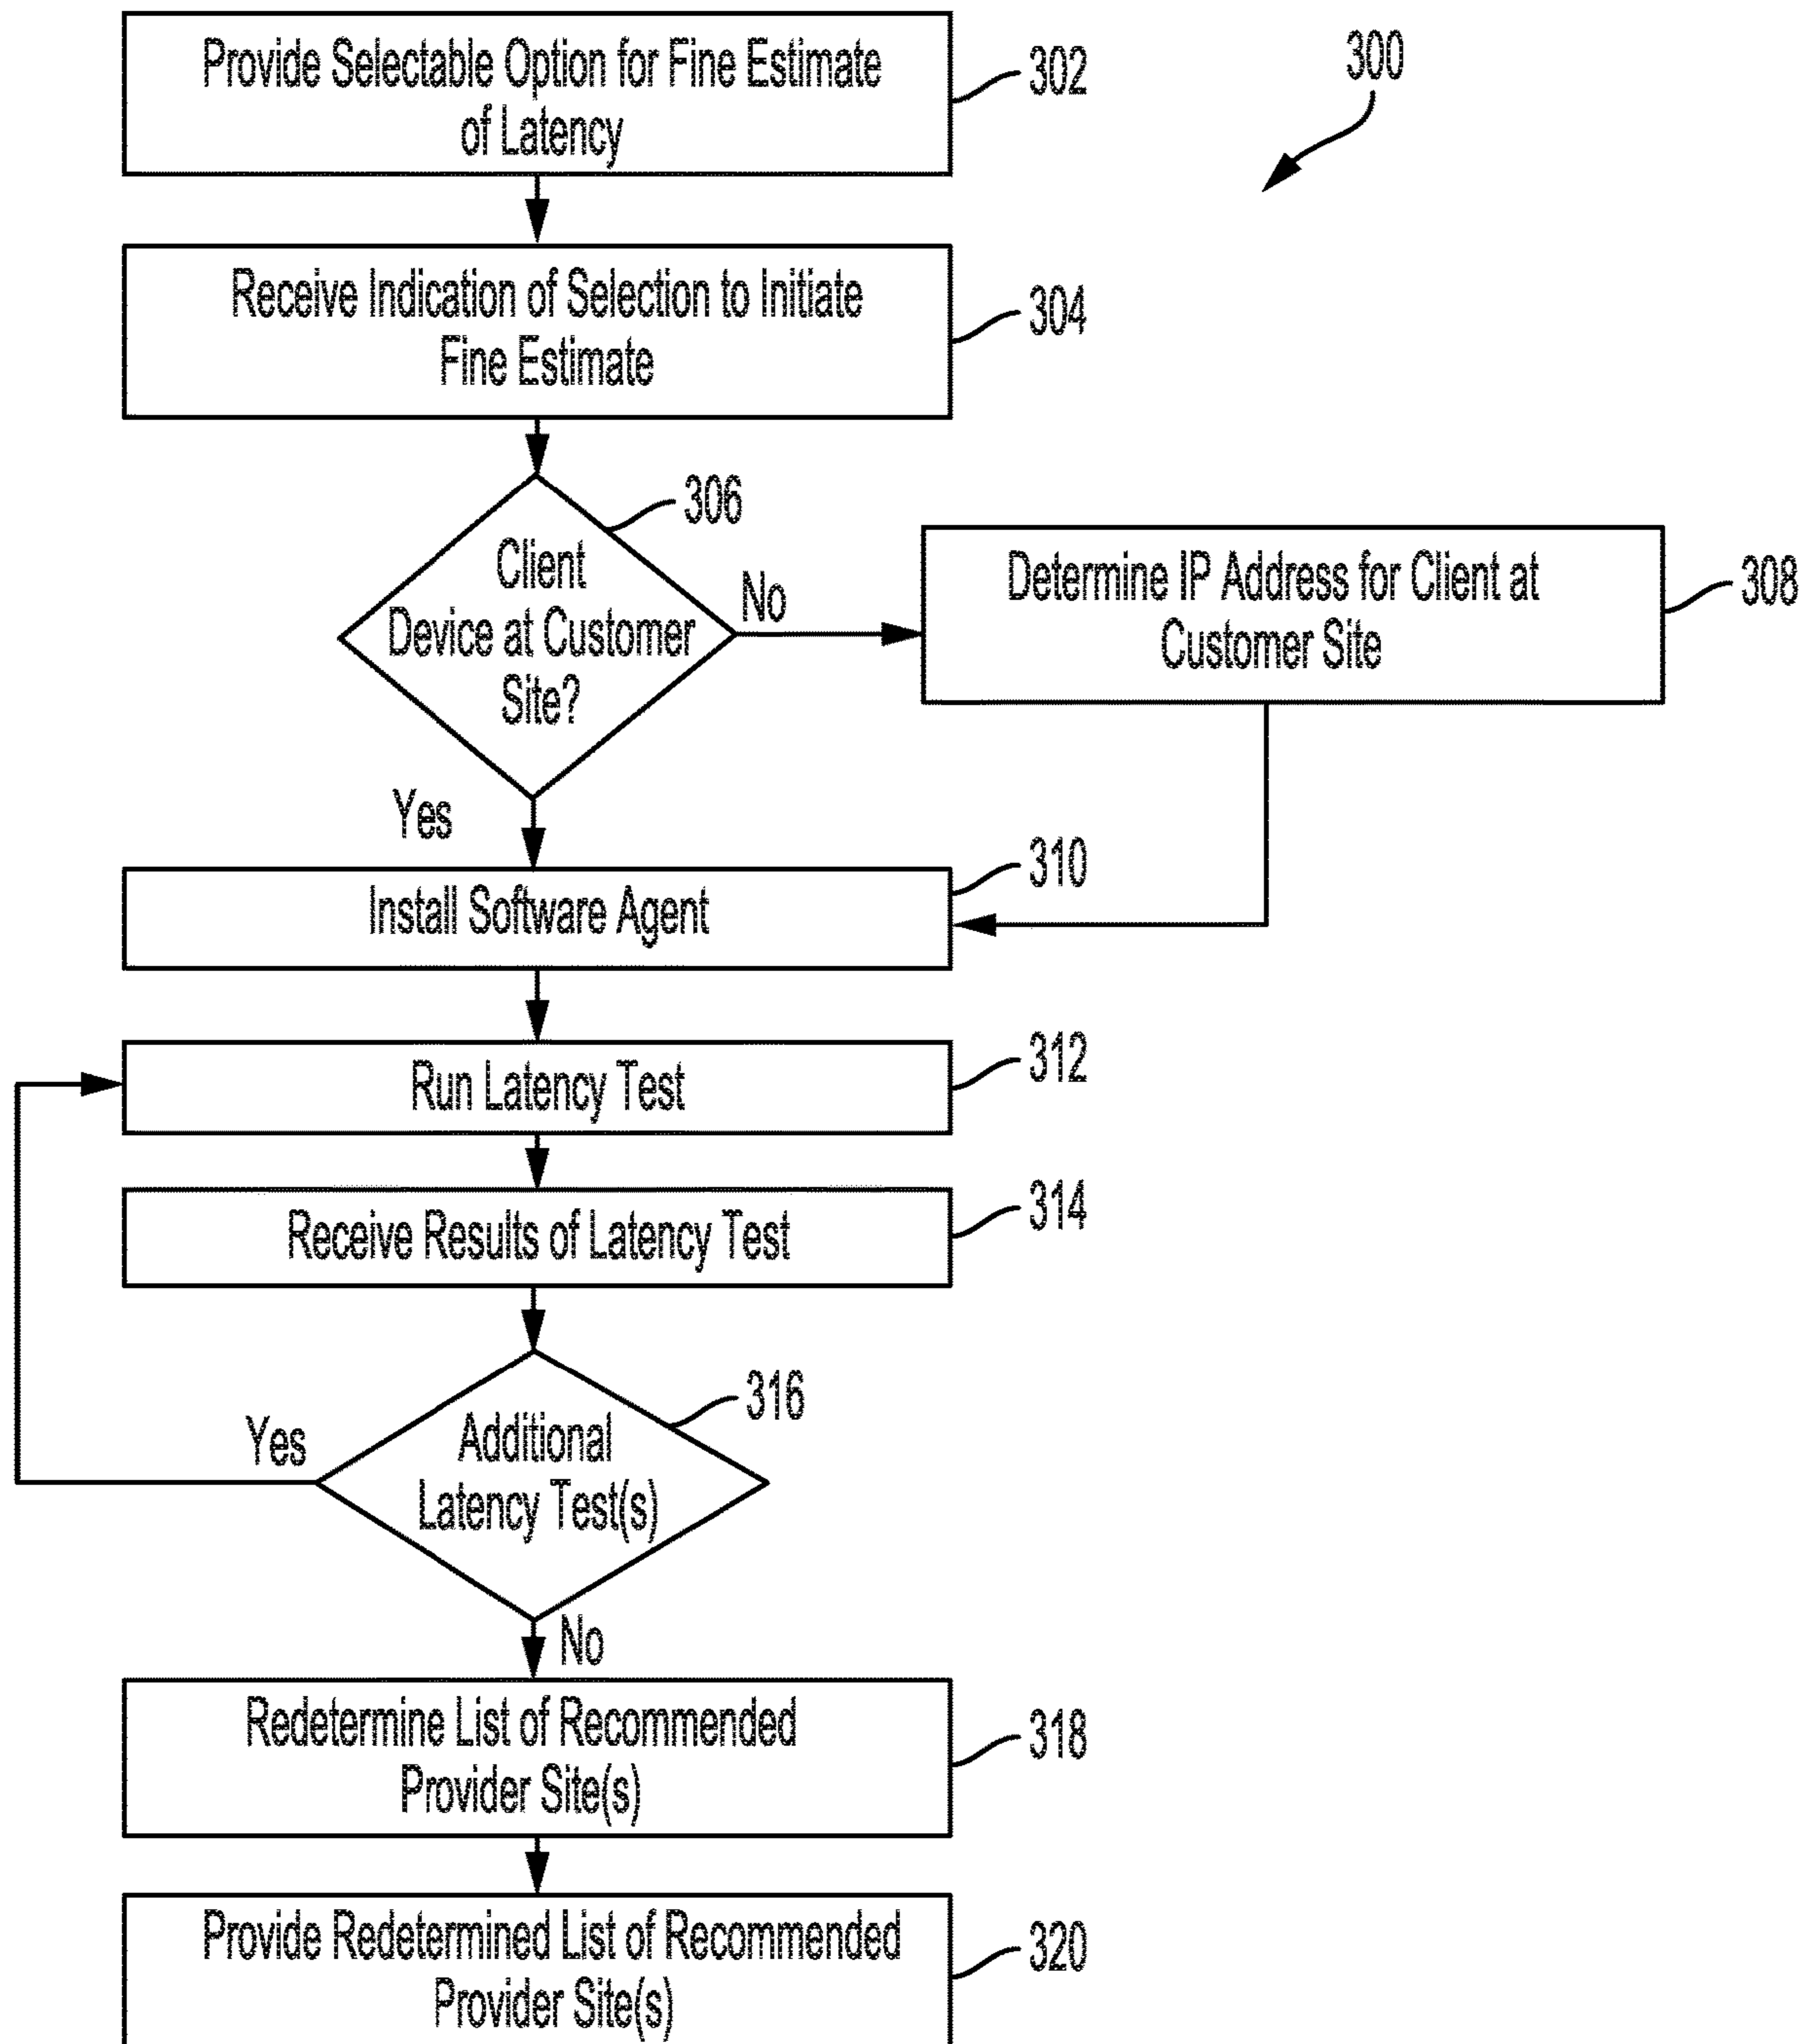 Provide Selectable Option for Fine Estimate
of Latency
302
300
Receive Indication of Selection to Initiate
Fine Estimate
304
306
Client
Device at Customer
Site?
No
Determine IP Address for Client at
Customer Site
308
Yes
Install Software Agent
310
Run Latency Test
312
Receive Results of Latency Test
314
316
Additional
Latency Test(s)
Yes
No
Redetermine List of Recommended
Provider Site(s)
318
Provide Redetermined List of Recommended
Provider Site(s)
320